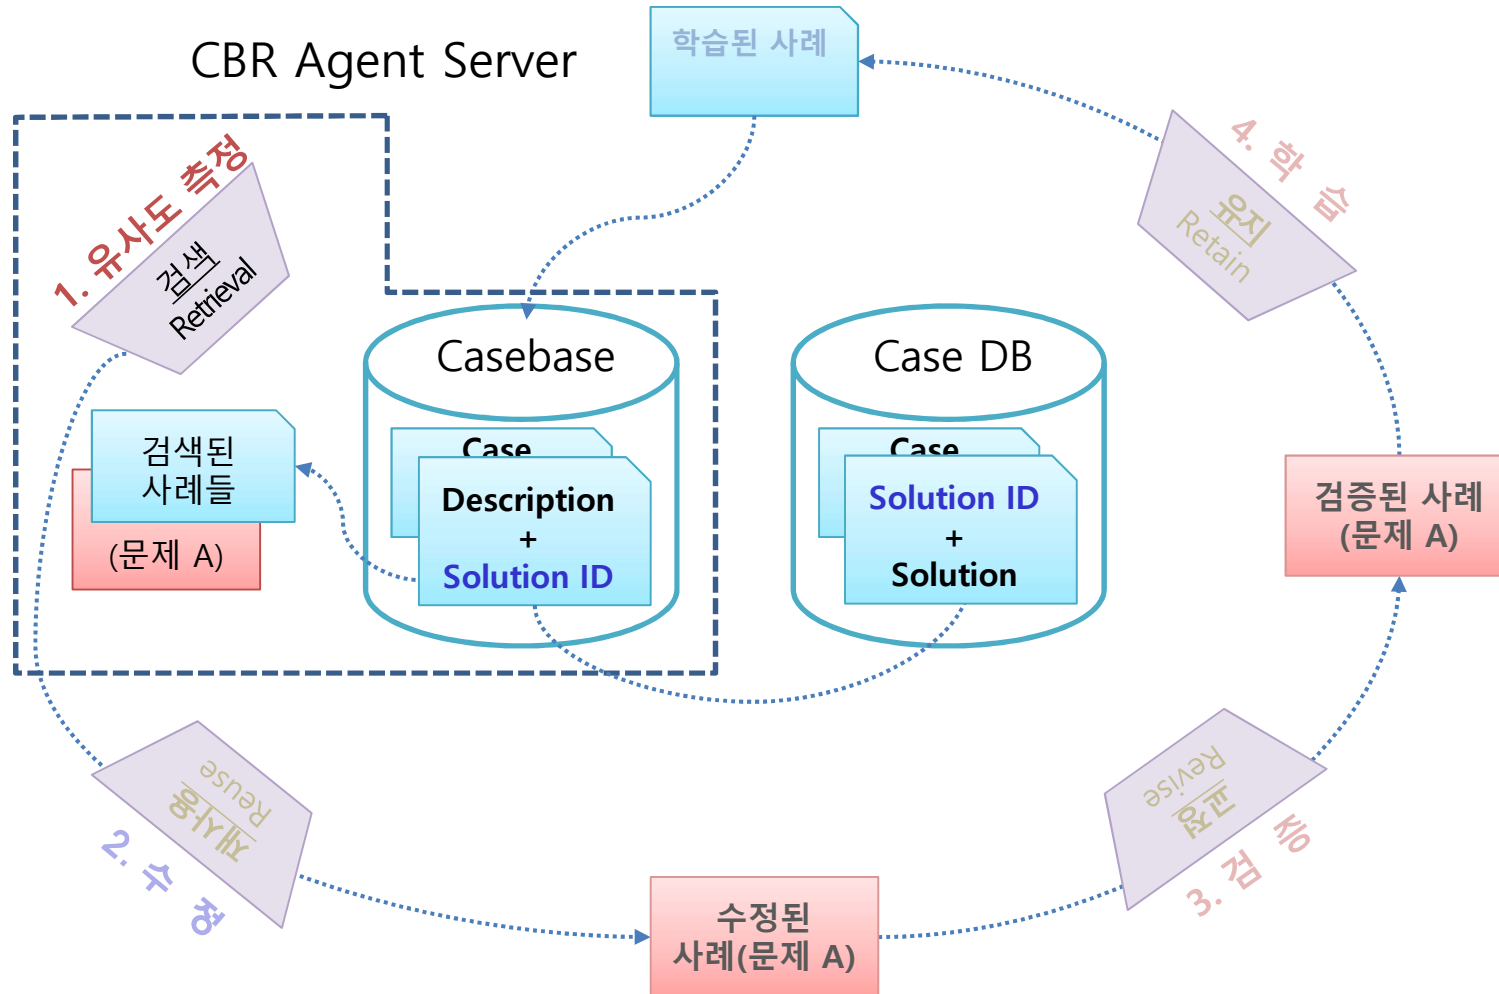 CBR Agent Server
학습된 사례
1. 유사도 측정
검색
Retrieval
4. 학 습
유지
Retain
Casebase
Case
Description
+
Solution ID
Case DB
Case
Solution ID
+
Solution
검색된
사례들
(문제 A)
검증된 사례
(문제 A)
재사용
Reuse
2. 수 정
교정
Revise
3. 검 증
수정된
사례(문제 A)